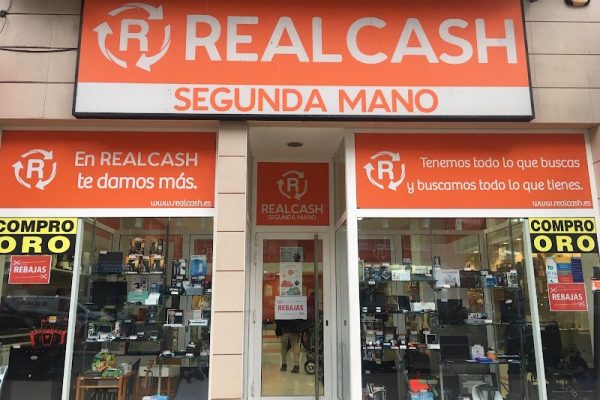 R REALCASH
SEGUNDA MANO
R
En REALCASH
te damos más.
www.realcash.es
R
REALCASH
SEGUNDA MANO
R
Tenemos todo lo que buscas
y buscamos todo lo que tienes.
www.realcash.es
COMPRO
ORO
REBAJAS
REBAJAS
COMPRO
ORO
REBAJAS